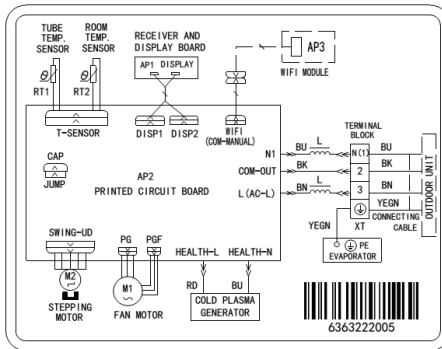 TUBE
TEMP.
SENSOR
ROOM
TEMP.
SENSOR
RECEIVER AND
DISPLAY BOARD
AP1 DISPLAY
AP3
WIFI MODULE
θ
RT1
θ
RT2
T-SENSOR
DISP1
DISP2
WIFI
(COM-MANUAL)
TERMINAL
BLOCK
N1
BU
L
N(1)
BU
COM-OUT
BK
2
BK
L(AC-L)
BN
L
3
BN
YEGN
XT
CONNECTING
CABLE
OUTDOOR UNIT
CAP
JUMP
AP2
PRINTED CIRCUIT BOARD
YEGN
PE
EVAPORATOR
SWING-UD
PG
PGF
HEALTH-L
HEALTH-N
M2
STEPPING
MOTOR
M1
FAN MOTOR
RD
BU
COLD PLASMA
GENERATOR
6363222005